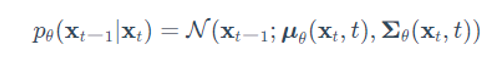 p_θ(𝐱_{t−1}|𝐱_t) = 𝒩(𝐱_{t−1}; 𝝁_θ(𝐱_t, t), 𝚺_θ(𝐱_t, t))